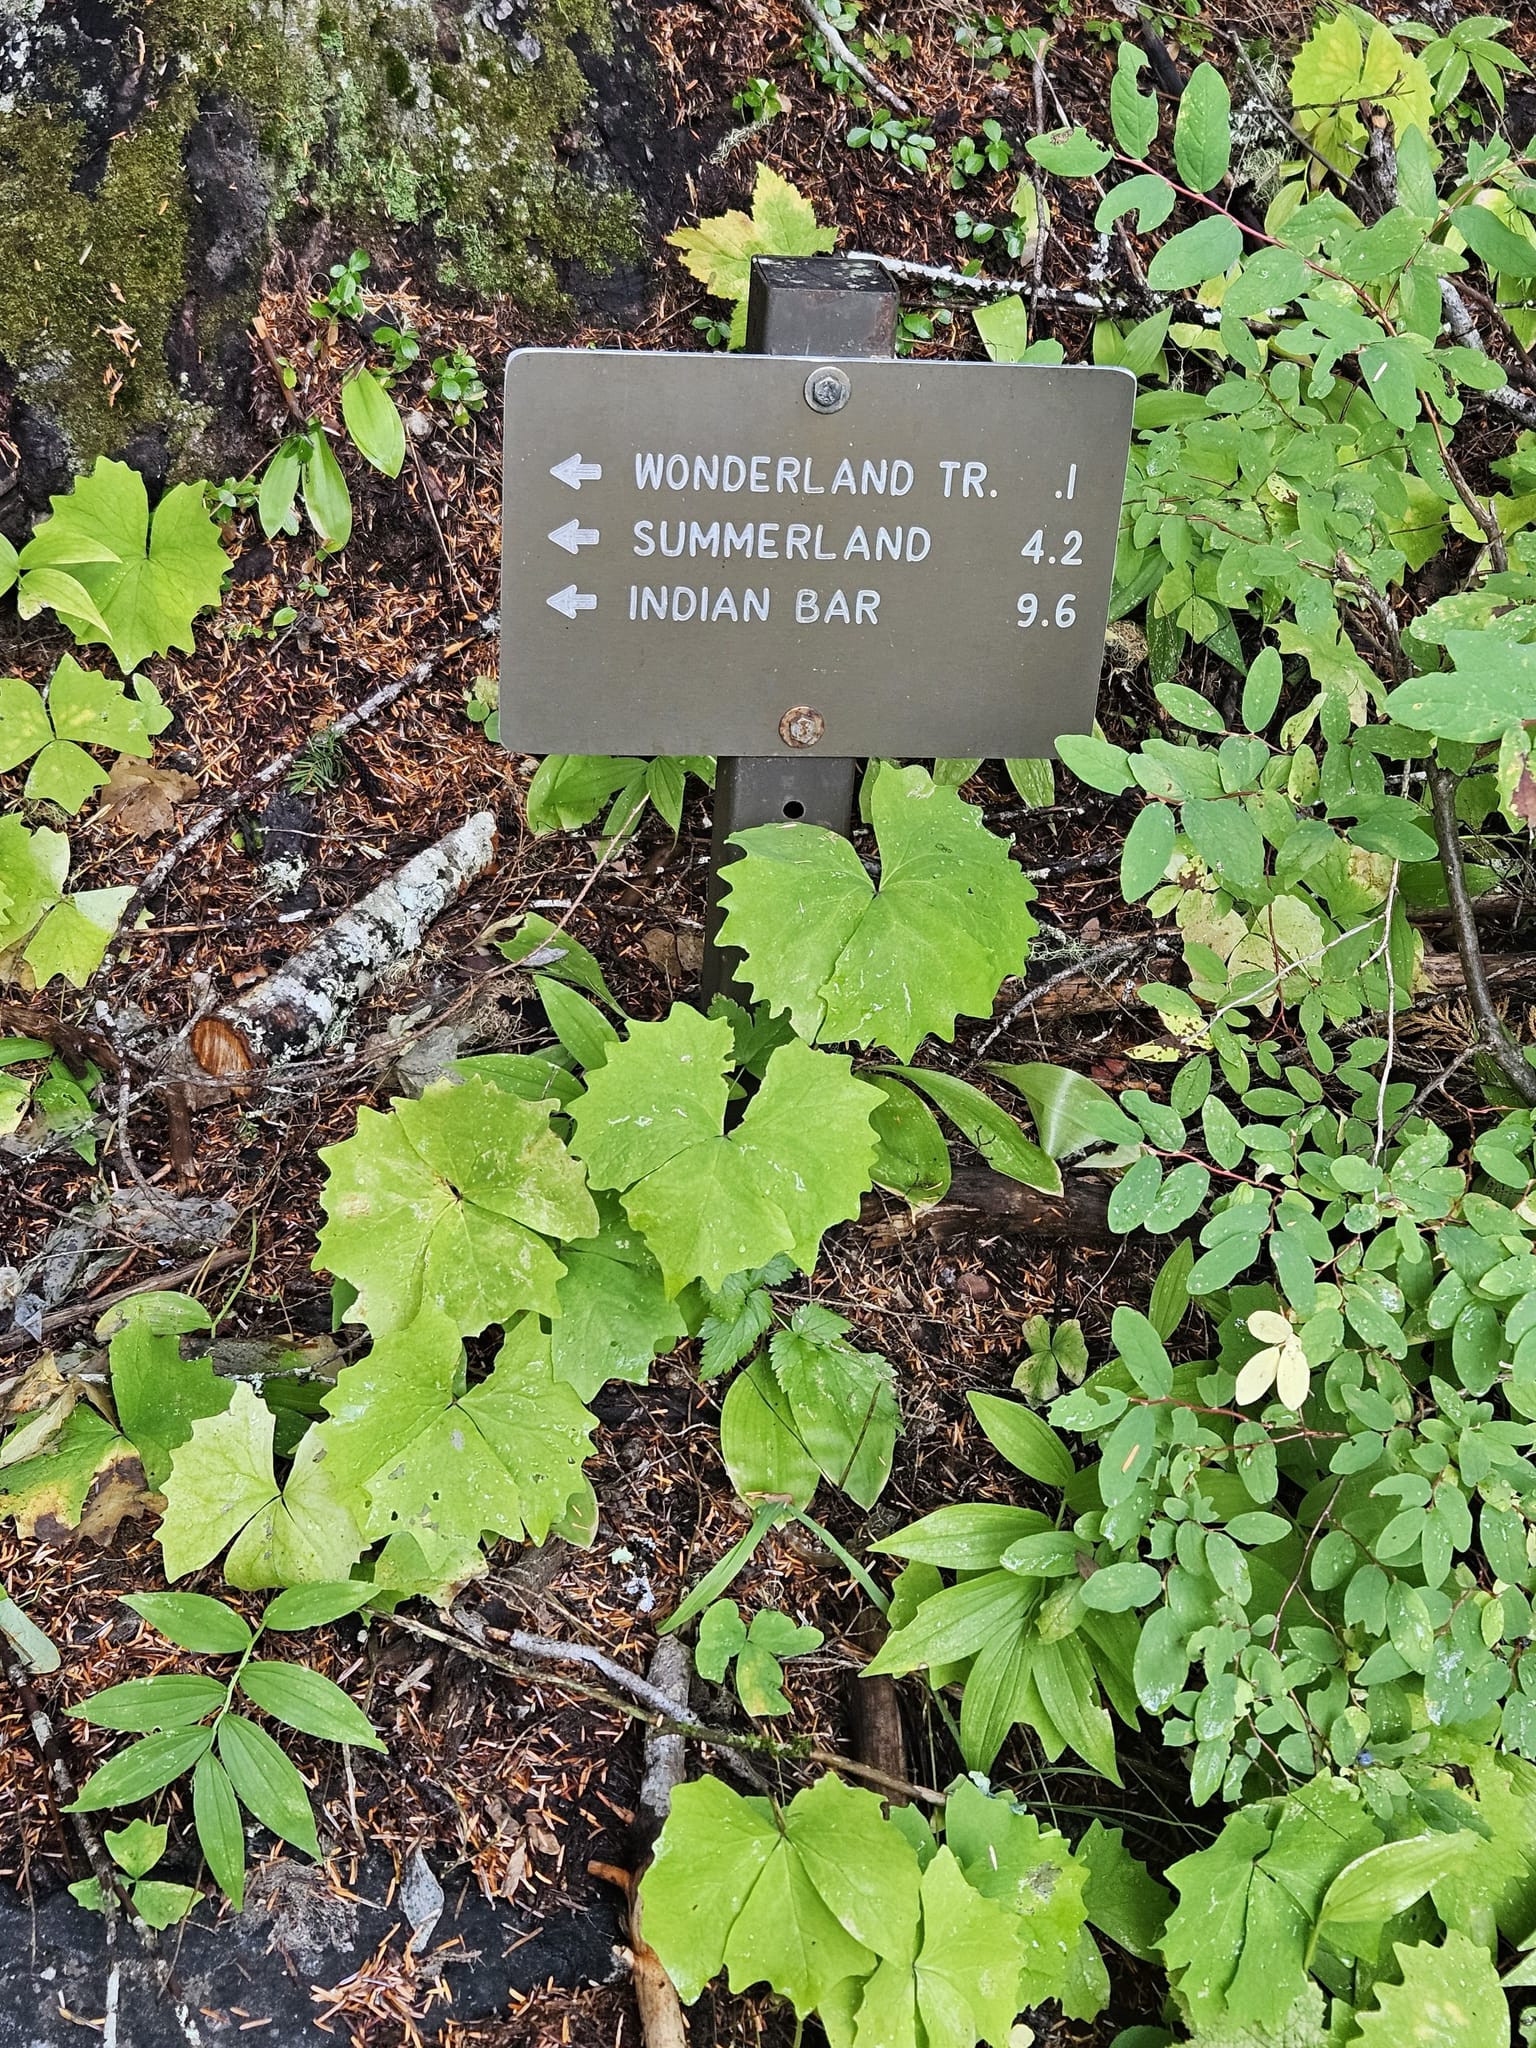 ← WONDERLAND TR. .1
← SUMMERLAND 4.2
← INDIAN BAR 9.6